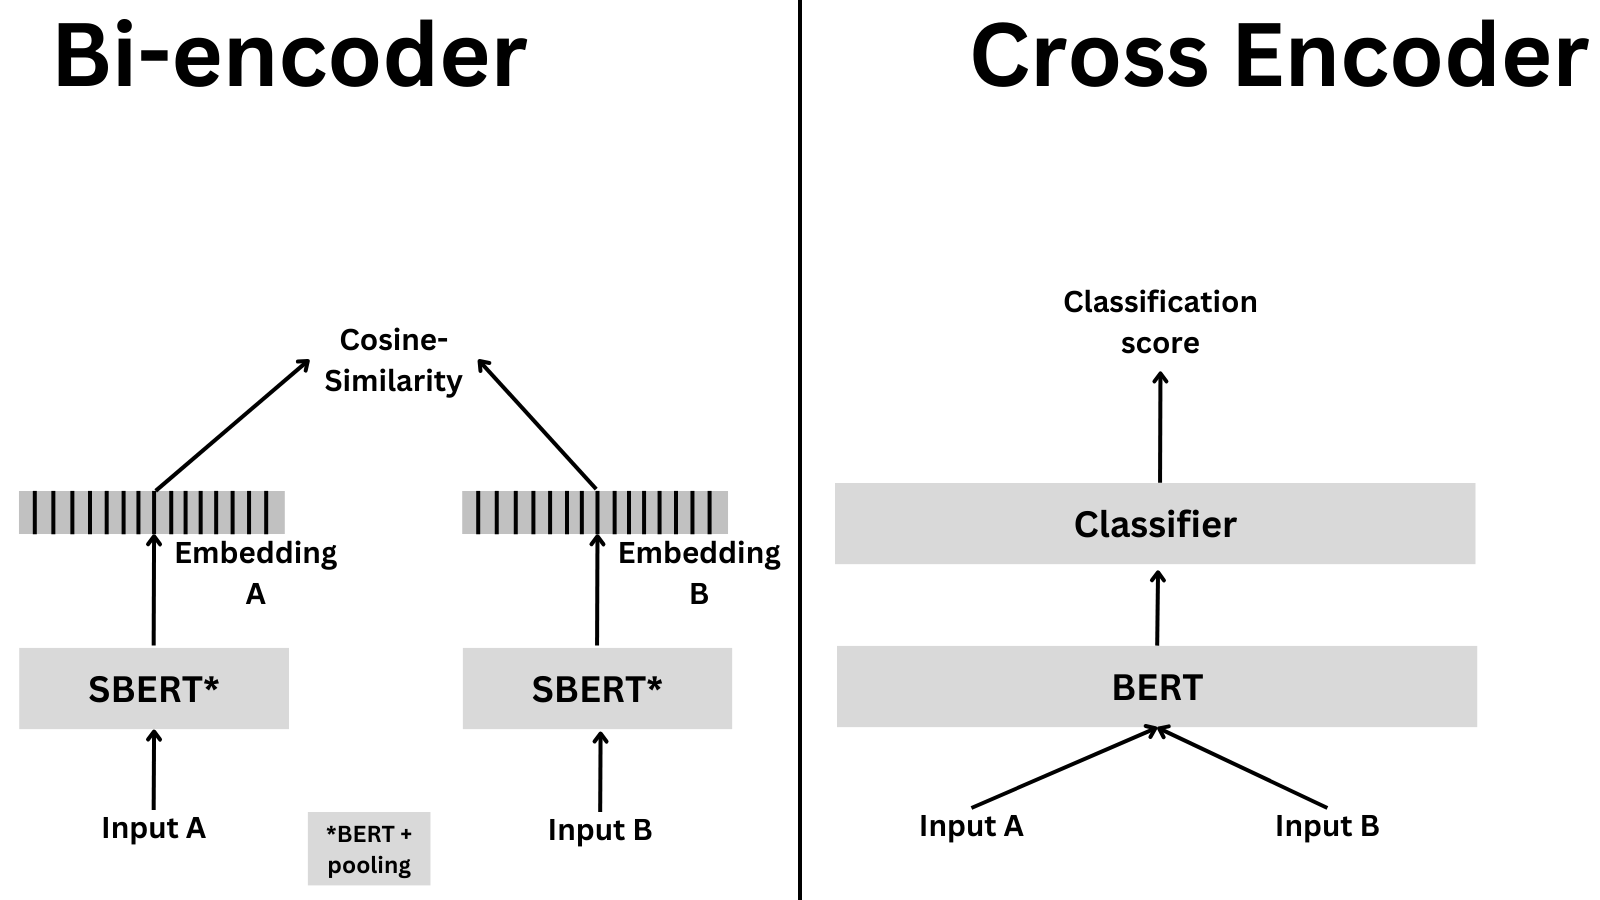 Bi-encoder
Cosine-
Similarity
Embedding
A
Embedding
B
SBERT*
SBERT*
Input A
*BERT +
pooling
Input B
Cross Encoder
Classification
score
Classifier
BERT
Input A
Input B